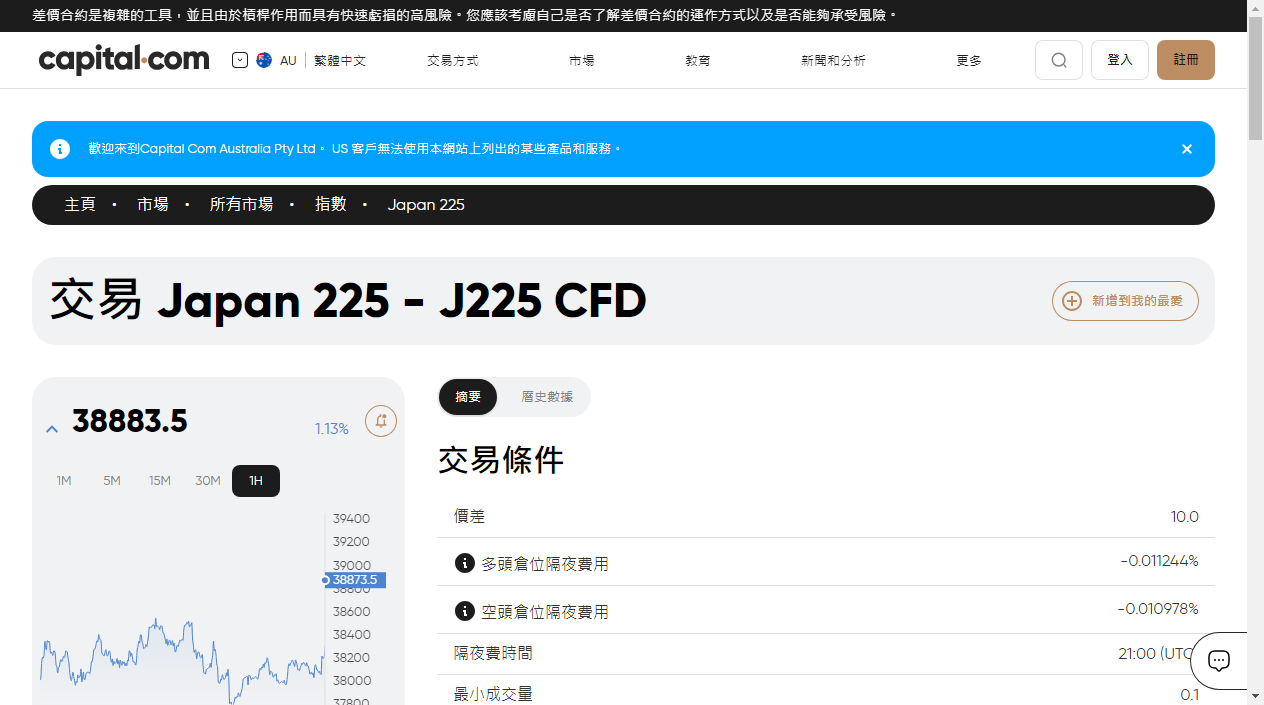 差價合約是複雜的工具，並且由於槓桿作用而具有快速虧損的高風險。您應該考慮自己是否了解差價合約的運作方式以及是否能夠承受風險。
capital.com AU 繁體中文 交易方式 市場 教育 新聞和分析 更多 登入 註冊
歡迎來到Capital Com Australia Pty Ltd。 US 客戶無法使用本網站上列出的某些產品和服務。
主頁 • 市場 • 所有市場 • 指數 • Japan 225
交易 Japan 225 - J225 CFD
新增到我的最愛
38883.5
1.13%
1M 5M 15M 30M 1H
39400
39200
39000
38873.5
38800
38600
38400
38200
38000
37800
摘要 曆史數據
交易條件
價差 10.0
多頭倉位隔夜費用 -0.011244%
空頭倉位隔夜費用 -0.010978%
隔夜費時間 21:00 (UTC
最小成交量 0.1